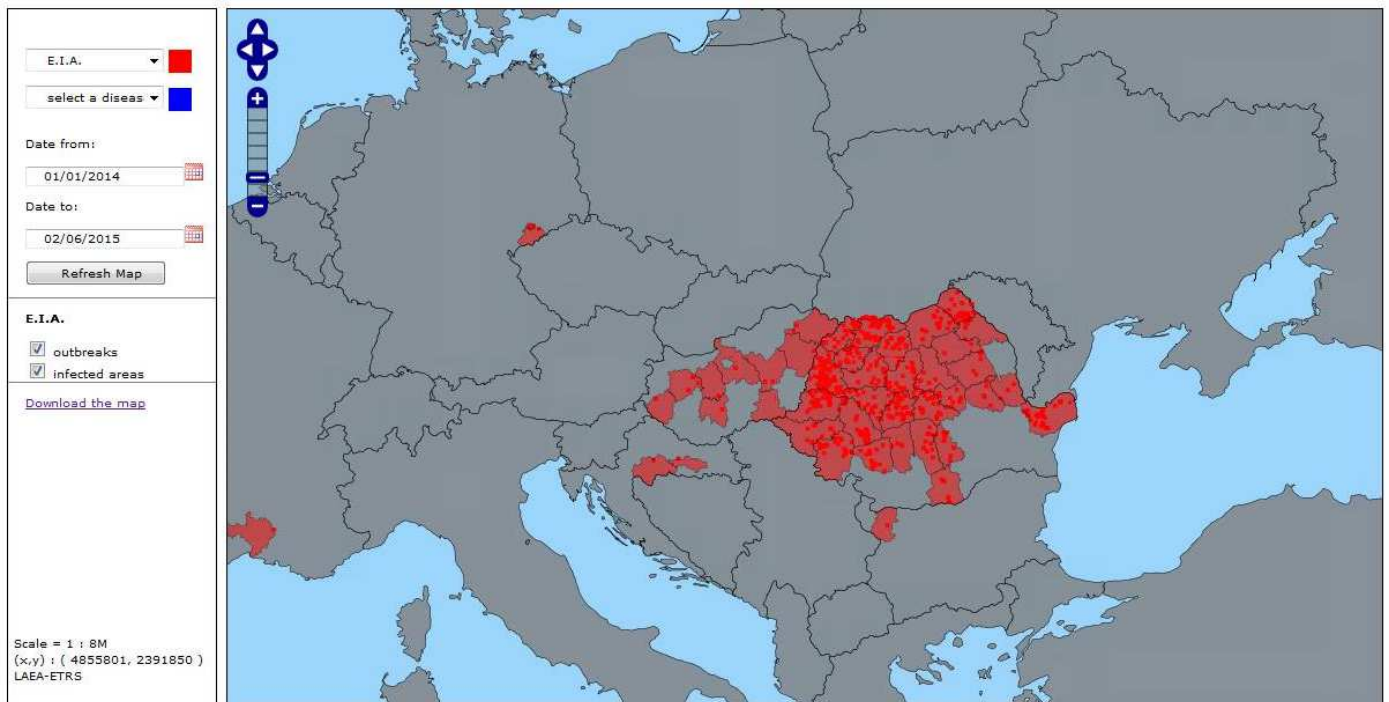 E.I.A.
select a diseas
Date from:
01/01/2014
Date to:
02/06/2015
Refresh Map
E.I.A.
outbreaks
infected areas
Download the map
Scale = 1 : 8M
(x,y) : ( 4855801, 2391850 )
LAEA-ETRS